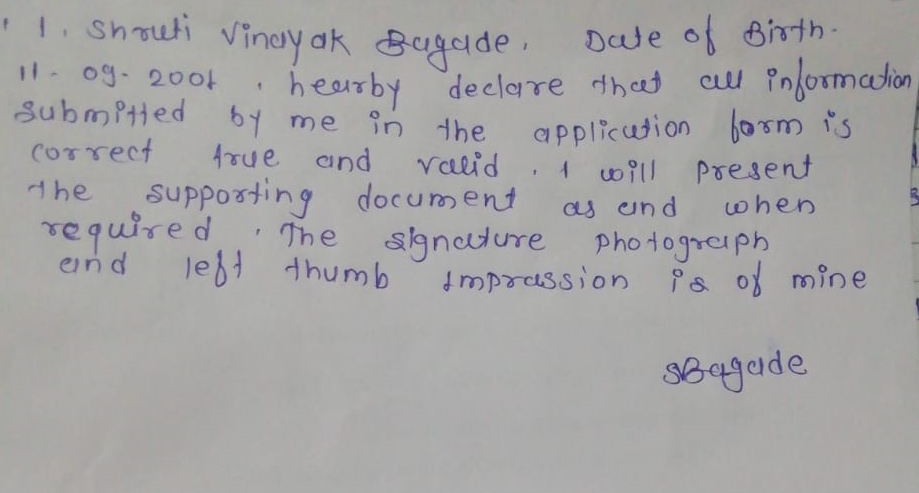 I, Shruti Vinayak Bagade, Date of Birth.
11-09-2001, hearby declare that all information
submitted by me in the application form is
correct true and valid. I will present
the supporting document as and when
required. The signature photograph
and left thumb imprassion is of mine
SBagade